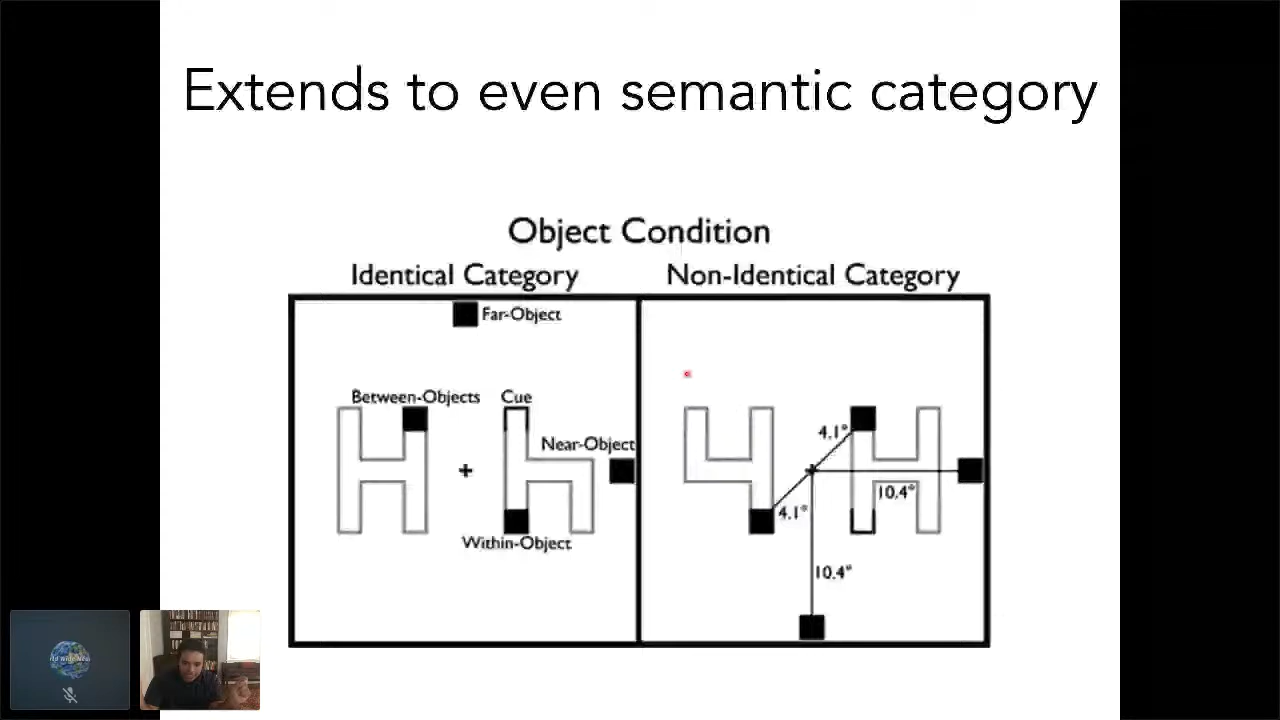 Extends to even semantic category
Object Condition
Identical Category
Non-Identical Category
Far-Object
Between-Objects
Cue
Near-Object
Within-Object
+
H h
4 H
+
4.1°
10.4°
4.1°
10.4°